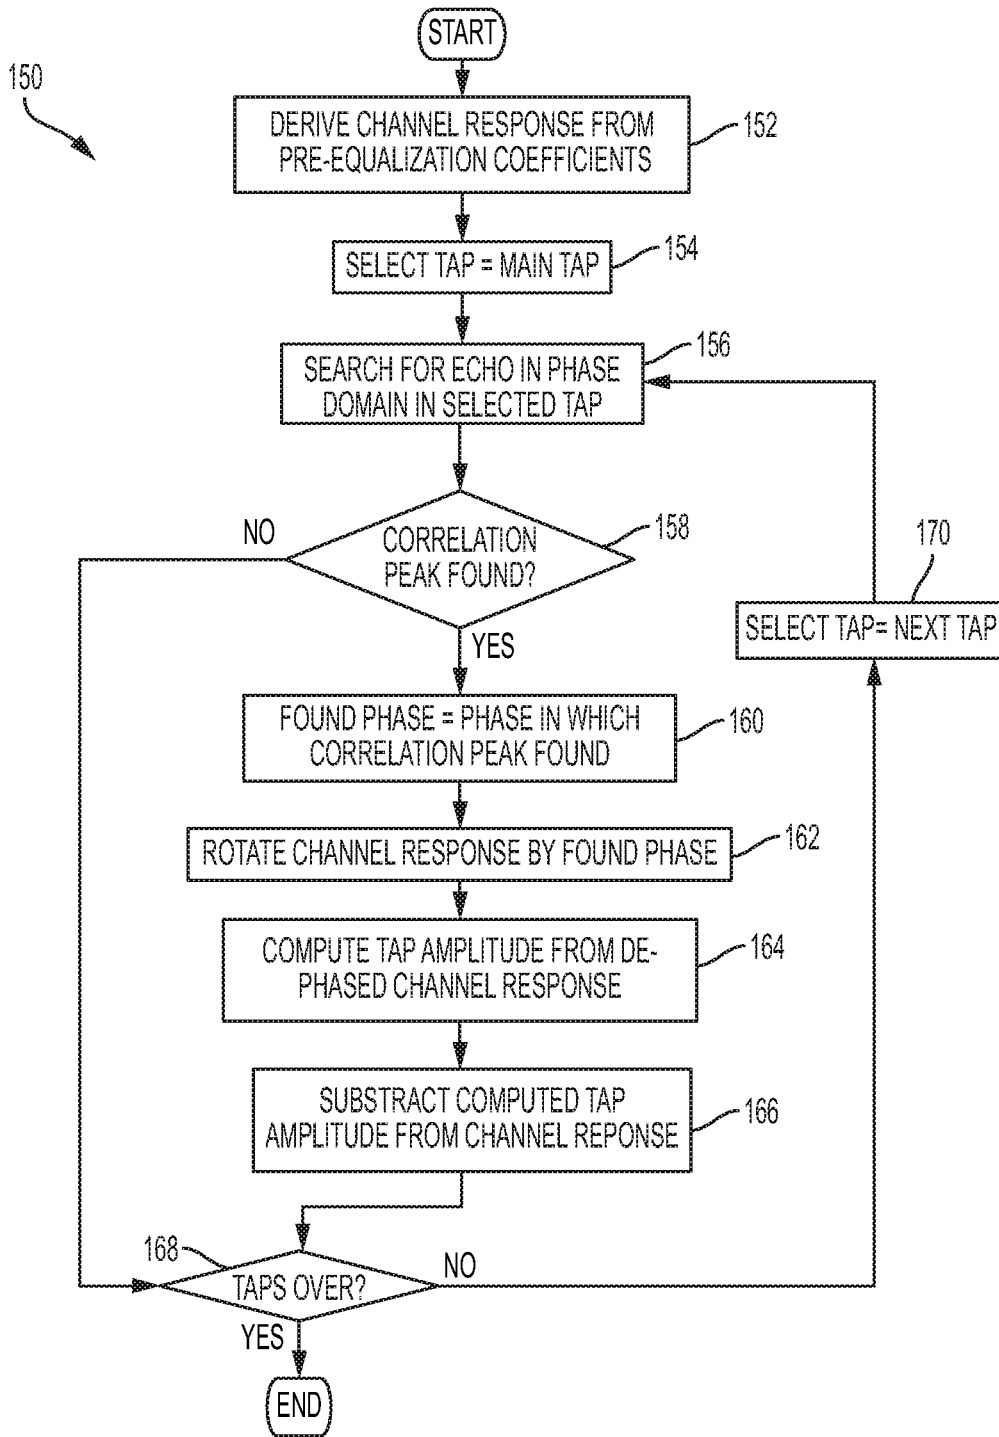 START
150
DERIVE CHANNEL RESPONSE FROM
PRE-EQUALIZATION COEFFICIENTS
152
SELECT TAP = MAIN TAP
154
SEARCH FOR ECHO IN PHASE
DOMAIN IN SELECTED TAP
156
NO
CORRELATION
PEAK FOUND?
158
YES
170
SELECT TAP= NEXT TAP
FOUND PHASE = PHASE IN WHICH
CORRELATION PEAK FOUND
160
ROTATE CHANNEL RESPONSE BY FOUND PHASE
162
COMPUTE TAP AMPLITUDE FROM DE-
PHASED CHANNEL RESPONSE
164
SUBSTRACT COMPUTED TAP
AMPLITUDE FROM CHANNEL REPONSE
166
168
TAPS OVER?
NO
YES
END